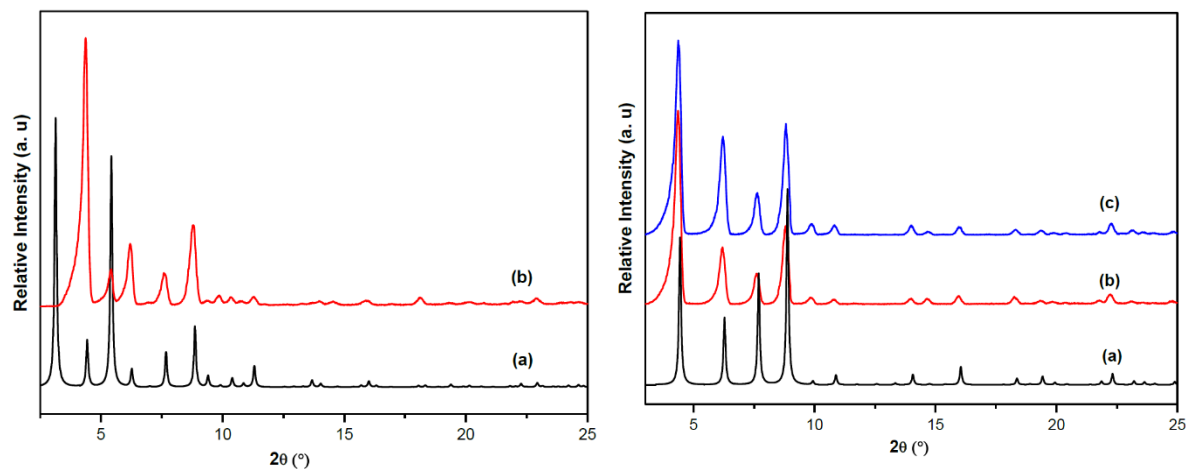 Relative Intensity (a. u)
(b)
(a)
5 10 15 20 25
2θ (°)
Relative Intensity (a. u)
(c)
(b)
(a)
5 10 15 20 25
2θ (°)